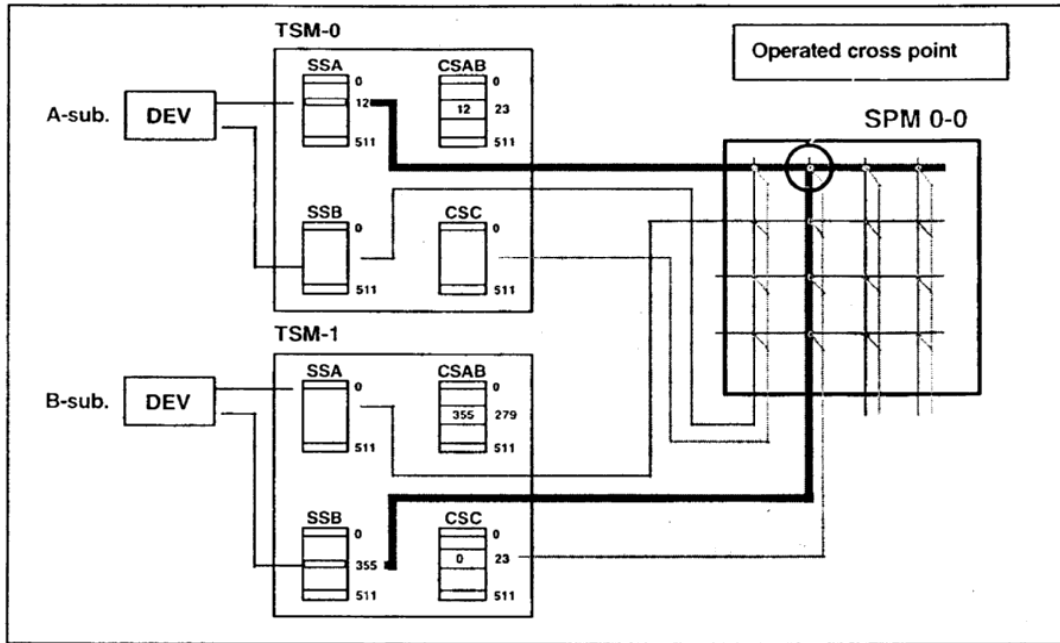 TSM-0
Operated cross point
SSA
CSAB
0
0
12
12
23
511
511
A-sub.
DEV
SPM 0-0
SSB
CSC
0
0
511
511
TSM-1
SSA
CSAB
0
0
355
279
511
511
B-sub.
DEV
SSB
CSC
0
0
355
0
23
511
511